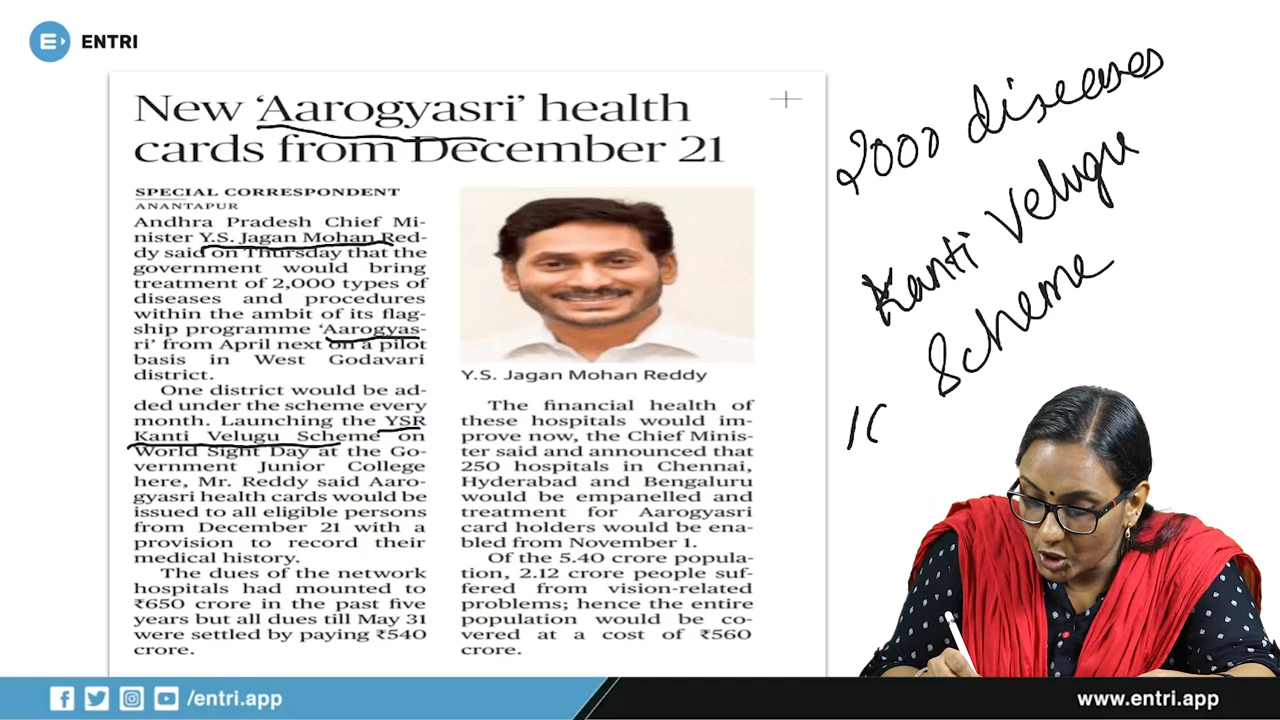 ENTRI
New ‘Aarogyasri’ health
cards from December 21
SPECIAL CORRESPONDENT
ANANTAPUR
Andhra Pradesh Chief Mi-
nister Y.S. Jagan Mohan Red-
dy said on Thursday that the
government would bring
treatment of 2,000 types of
diseases and procedures
within the ambit of its flag-
ship programme ‘Aarogyas-
ri’ from April next on a pilot
basis in West Godavari
district.
One district would be ad-
ded under the scheme every
month. Launching the YSR
Kanti Velugu Scheme on
World Sight Day at the Go-
vernment Junior College
here, Mr. Reddy said Aaro-
gyasri health cards would be
issued to all eligible persons
from December 21 with a
provision to record their
medical history.
The dues of the network
hospitals had mounted to
₹650 crore in the past five
years but all dues till May 31
were settled by paying ₹540
crore.
Y.S. Jagan Mohan Reddy
The financial health of
these hospitals would im-
prove now, the Chief Minis-
ter said and announced that
250 hospitals in Chennai,
Hyderabad and Bengaluru
would be empanelled and
treatment for Aarogyasri
card holders would be ena-
bled from November 1.
Of the 5.40 crore popula-
tion, 2.12 crore people suf-
fered from vision-related
problems; hence the entire
population would be co-
vered at a cost of ₹560
crore.
2000 diseases
Kanti Velugu
Scheme
/entri.app
www.entri.app